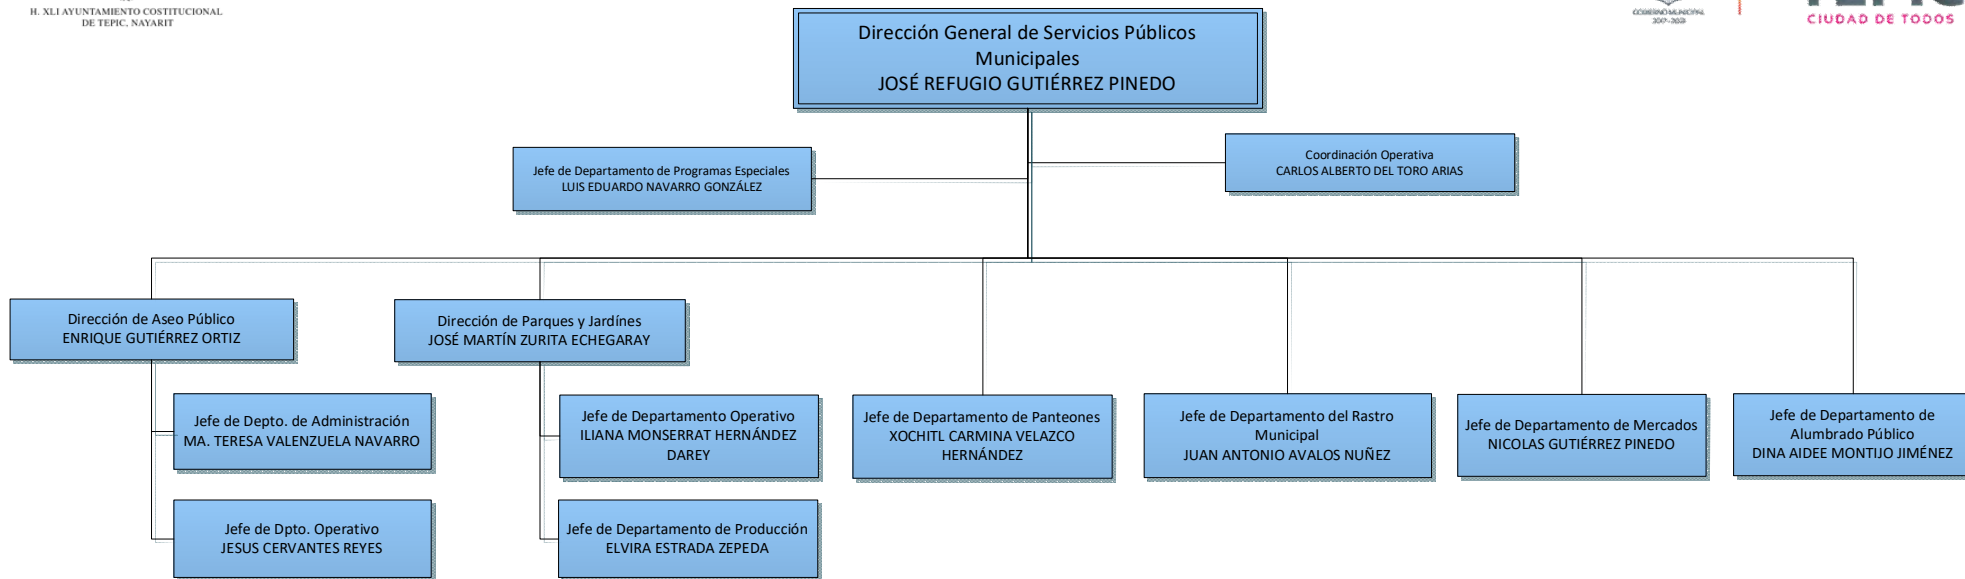 H. XLI AYUNTAMIENTO COSTITUCIONAL
DE TEPIC, NAYARIT
CIUDAD DE TODOS
Dirección General de Servicios Públicos
Municipales
JOSÉ REFUGIO GUTIÉRREZ PINEDO
Jefe de Departamento de Programas Especiales
LUIS EDUARDO NAVARRO GONZÁLEZ
Coordinación Operativa
CARLOS ALBERTO DEL TORO ARIAS
Dirección de Aseo Público
ENRIQUE GUTIÉRREZ ORTIZ
Dirección de Parques y Jardínes
JOSÉ MARTÍN ZURITA ECHEGARAY
Jefe de Depto. de Administración
MA. TERESA VALENZUELA NAVARRO
Jefe de Departamento Operativo
ILIANA MONSERRAT HERNÁNDEZ
DAREY
Jefe de Departamento de Panteones
XOCHITL CARMINA VELAZCO
HERNÁNDEZ
Jefe de Departamento del Rastro
Municipal
JUAN ANTONIO AVALOS NUÑEZ
Jefe de Departamento de Mercados
NICOLAS GUTIÉRREZ PINEDO
Jefe de Departamento de
Alumbrado Público
DINA AIDEE MONTIJO JIMÉNEZ
Jefe de Dpto. Operativo
JESUS CERVANTES REYES
Jefe de Departamento de Producción
ELVIRA ESTRADA ZEPEDA